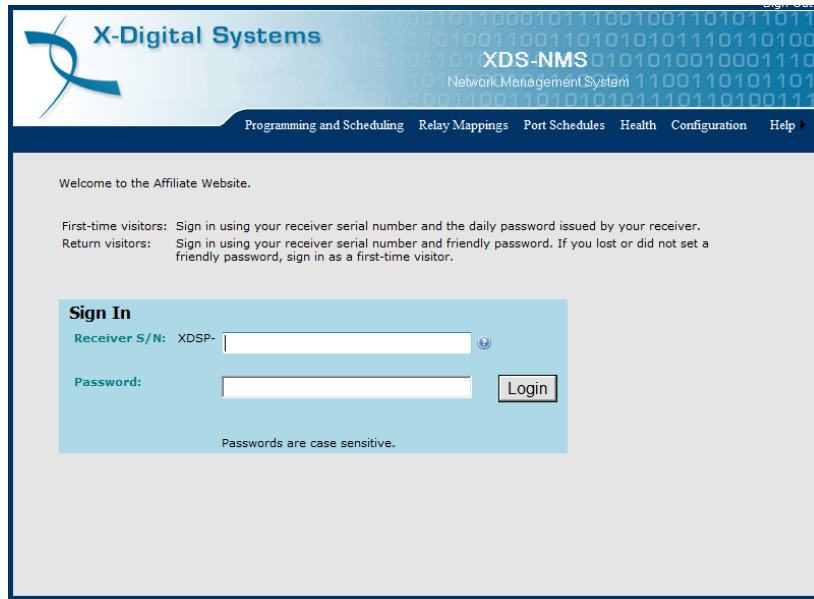 Sign Out
X-Digital Systems
XDS-NMS
Network Management System
Programming and Scheduling Relay Mappings Port Schedules Health Configuration Help
Welcome to the Affiliate Website.
First-time visitors: Sign in using your receiver serial number and the daily password issued by your receiver.
Return visitors: Sign in using your receiver serial number and friendly password. If you lost or did not set a
friendly password, sign in as a first-time visitor.
Sign In
Receiver S/N: XDSP-
Password:
Login
Passwords are case sensitive.